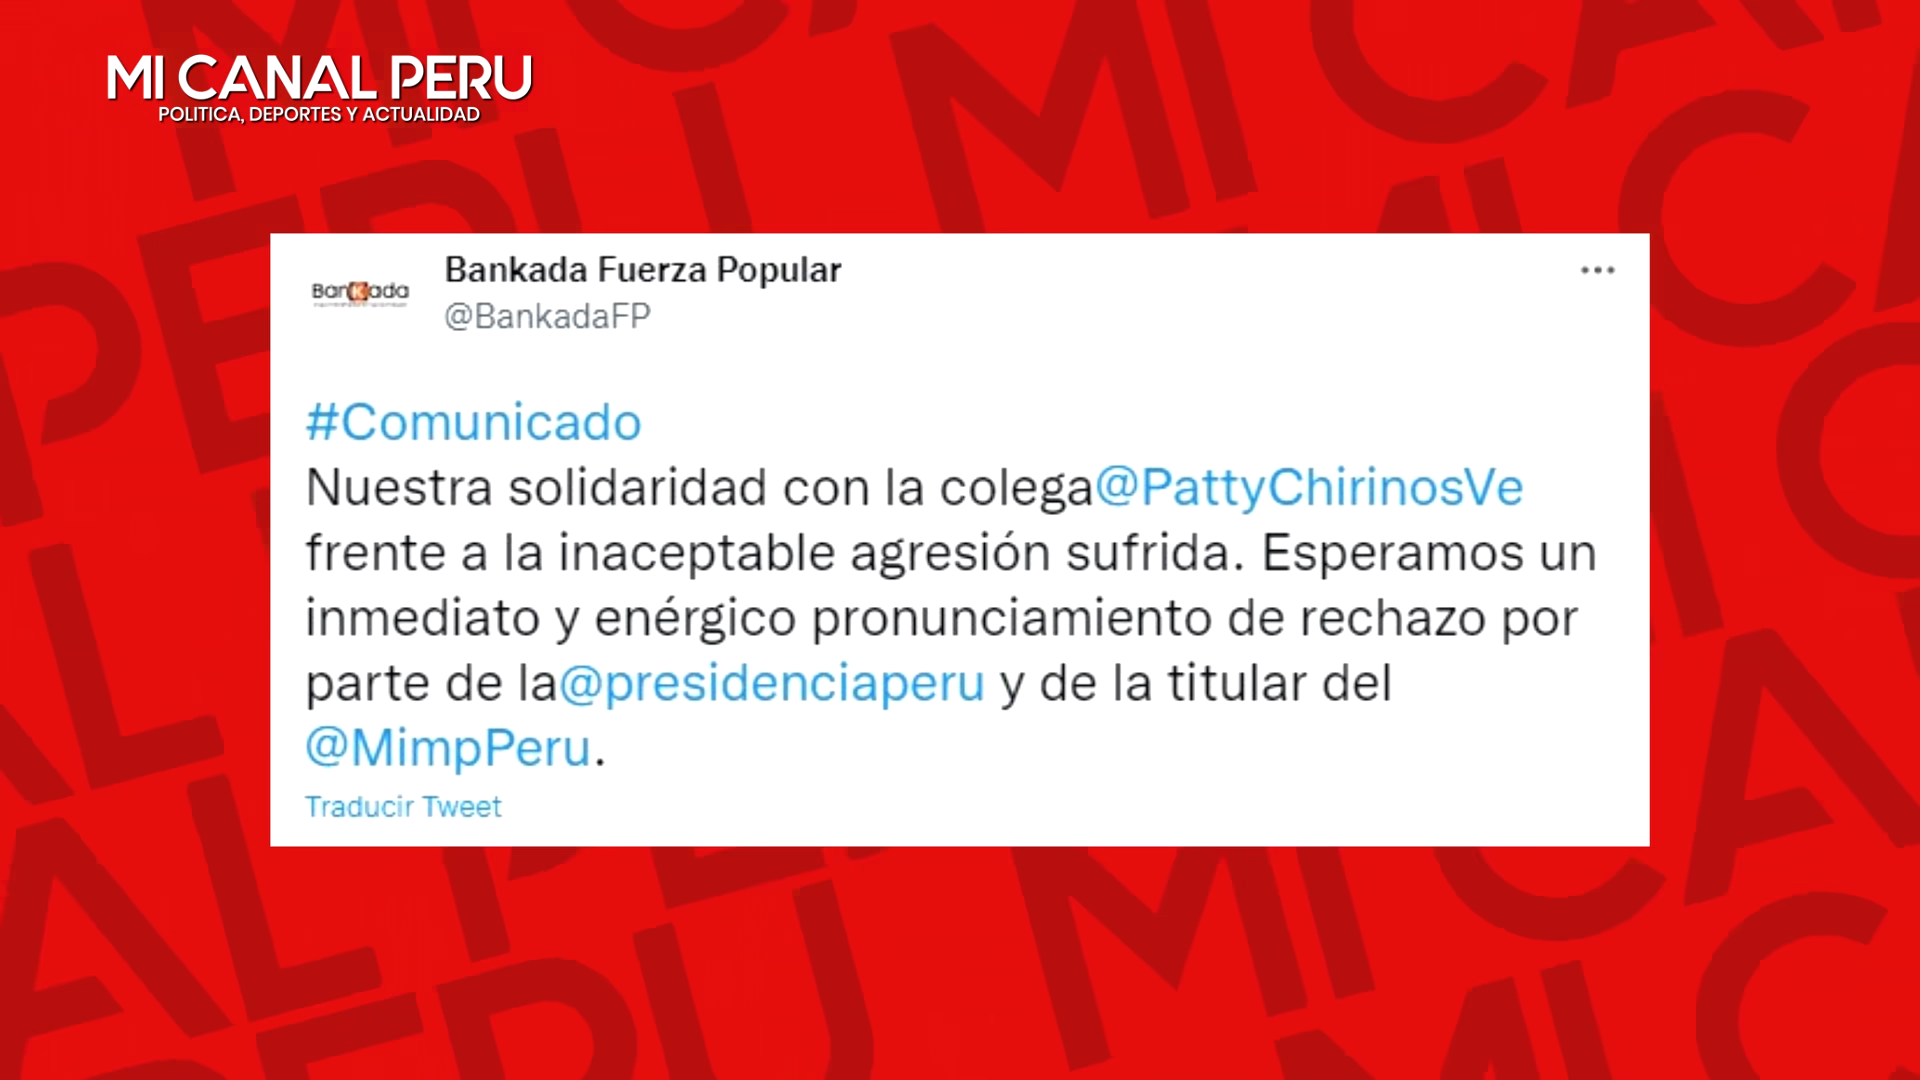 MI CANAL PERU
POLITICA, DEPORTES Y ACTUALIDAD
BanKada
Bankada Fuerza Popular
@BankadaFP
#Comunicado
Nuestra solidaridad con la colega@PattyChirinosVe
frente a la inaceptable agresión sufrida. Esperamos un
inmediato y enérgico pronunciamiento de rechazo por
parte de la@presidenciaperu y de la titular del
@MimpPeru.
Traducir Tweet